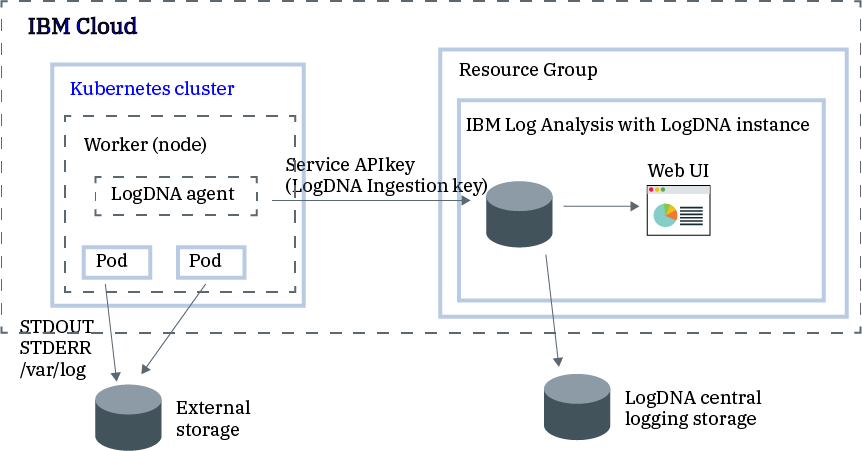 IBM Cloud
Kubernetes cluster
Worker (node)
LogDNA agent
Pod
Pod
STDOUT
STDERR
/var/log
External
storage
Service APIkey
(LogDNA Ingestion key)
Resource Group
IBM Log Analysis with LogDNA instance
Web UI
LogDNA central
logging storage